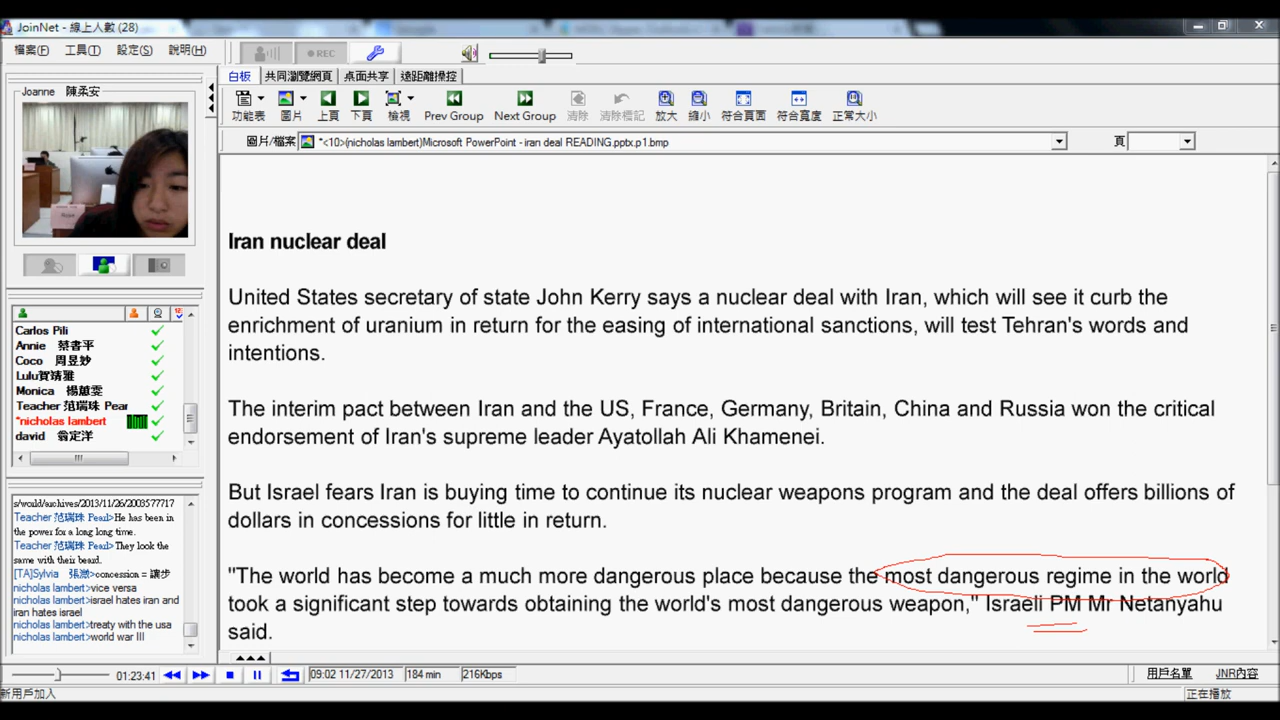 JoinNet - 線上人數 (28)
檔案(F) 工具(T) 設定(S) 說明(H)
REC
白板 共同瀏覽網頁 桌面共享 遠距離操控
功能表 圖片 上頁 下頁 檢視 Prev Group Next Group 清除 清除標記 放大 縮小 符合頁面 符合寬度 正常大小
圖片/檔案 *<10>(nicholas lambert)Microsoft PowerPoint - iran deal READING.pptx.p1.bmp 頁
Joanne 陳柔安
Carlos Pili
Annie 蔡書平
Coco 周昱妙
Lulu賀靖雅
Monica 楊蕙雯
Teacher 范瑞珠 Pear
*nicholas lambert
david 翁定洋
s/world/archives/2013/11/26/2003577717
Teacher 范瑞珠 Pearl>He has been in
the power for a long long time.
Teacher 范瑞珠 Pearl>They look the
same with their beard.
[TA]Sylvia 張澂>concession = 讓步
nicholas lambert>vice versa
nicholas lambert>israel hates iran and
iran hates israel
nicholas lambert>treaty with the usa
nicholas lambert>world war III
Iran nuclear deal
United States secretary of state John Kerry says a nuclear deal with Iran, which will see it curb the
enrichment of uranium in return for the easing of international sanctions, will test Tehran's words and
intentions.
The interim pact between Iran and the US, France, Germany, Britain, China and Russia won the critical
endorsement of Iran's supreme leader Ayatollah Ali Khamenei.
But Israel fears Iran is buying time to continue its nuclear weapons program and the deal offers billions of
dollars in concessions for little in return.
"The world has become a much more dangerous place because the most dangerous regime in the world
took a significant step towards obtaining the world's most dangerous weapon," Israeli PM Mr Netanyahu
said.
01:23:41 09:02 11/27/2013 184 min 216Kbps 用戶名單 JNR內容
新用戶加入 正在播放